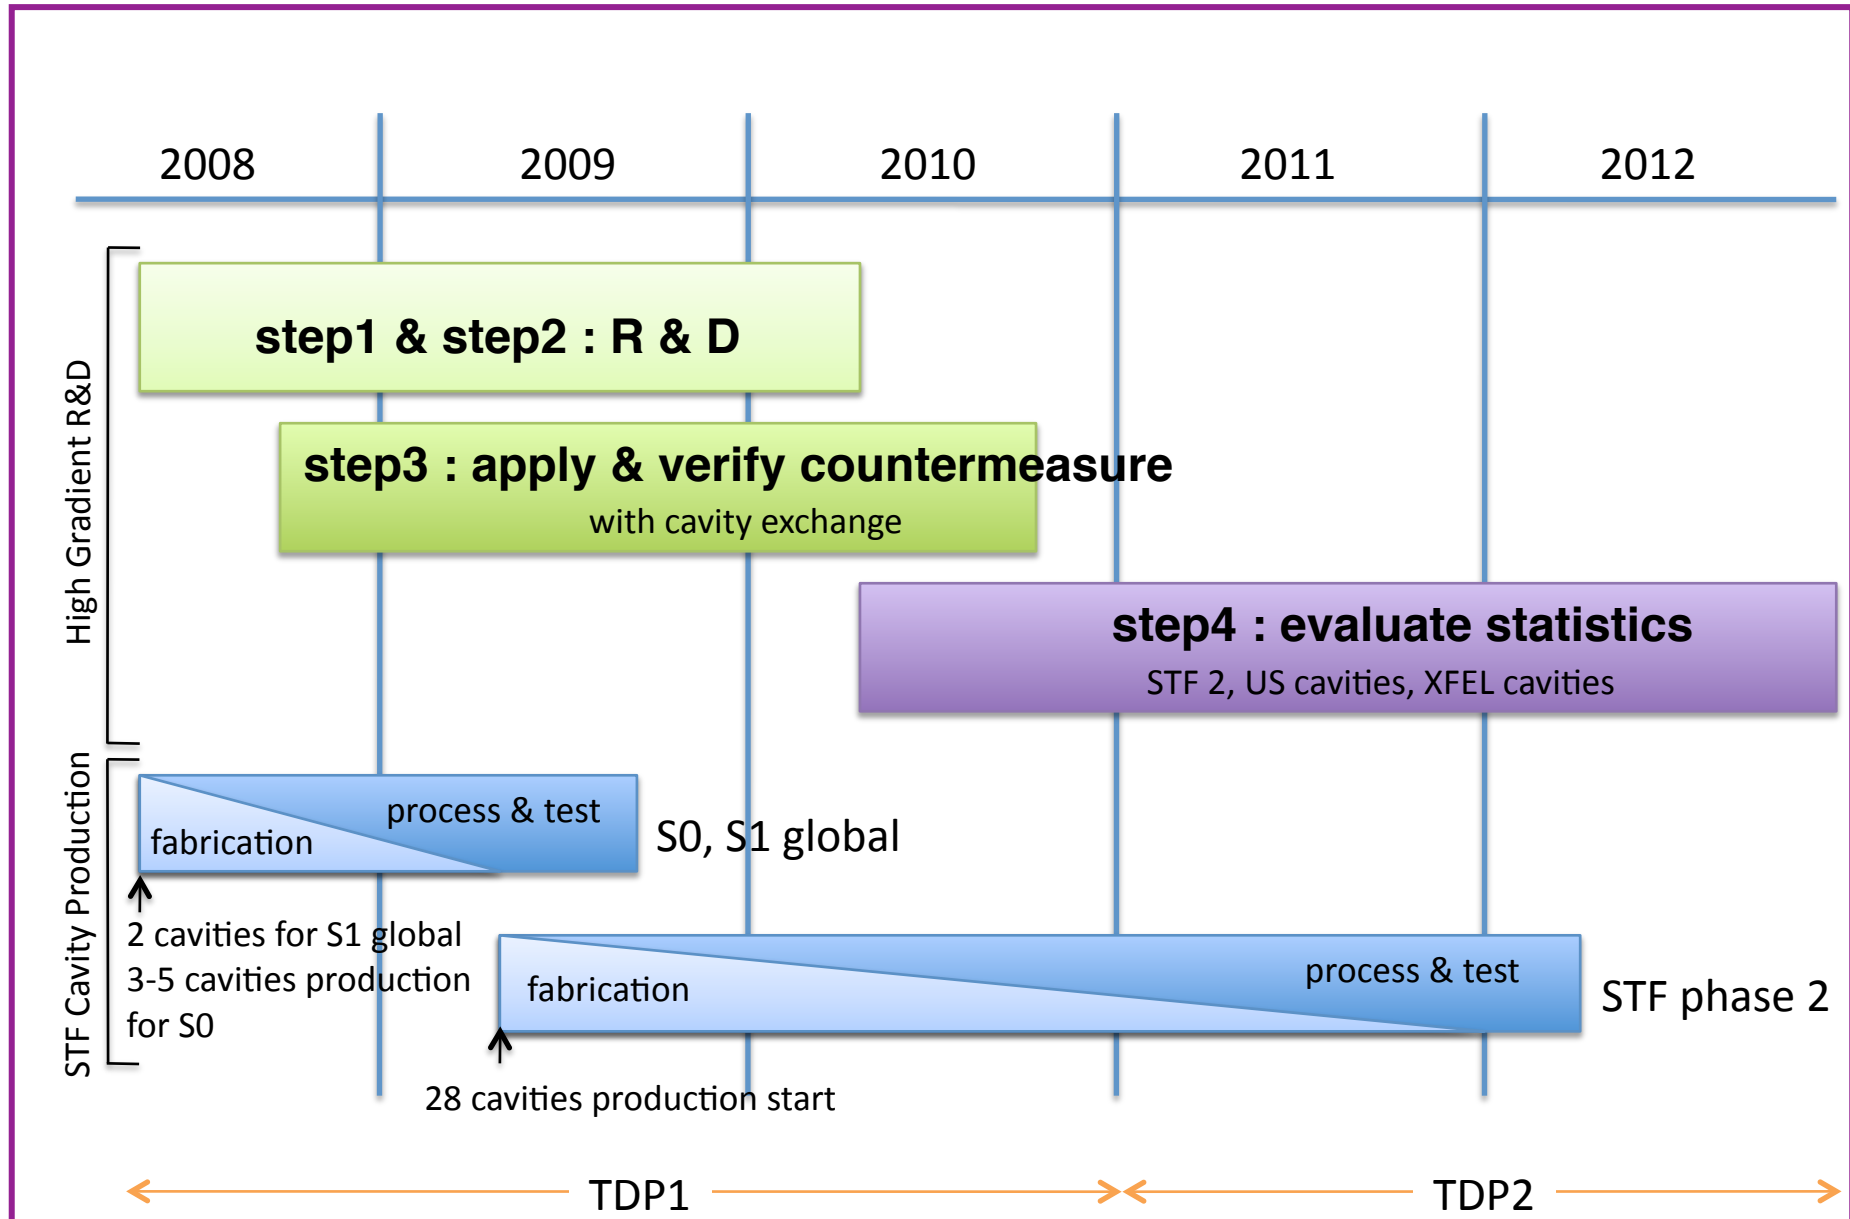 2008
2009
2010
2011
2012
High Gradient R&D
step1 & step2 : R & D
step3 : apply & verify countermeasure
with cavity exchange
step4 : evaluate statistics
STF 2, US cavities, XFEL cavities
STF Cavity Production
process & test
fabrication
S0, S1 global
2 cavities for S1 global
3-5 cavities production
for S0
process & test
fabrication
STF phase 2
28 cavities production start
TDP1
TDP2